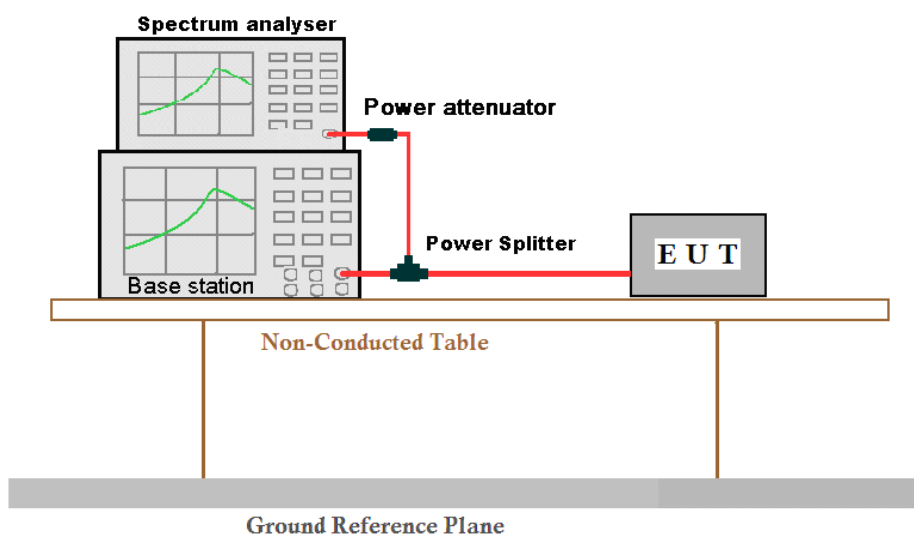 Spectrum analyser
Power attenuator
Power Splitter
E U T
Base station
Non-Conducted Table
Ground Reference Plane